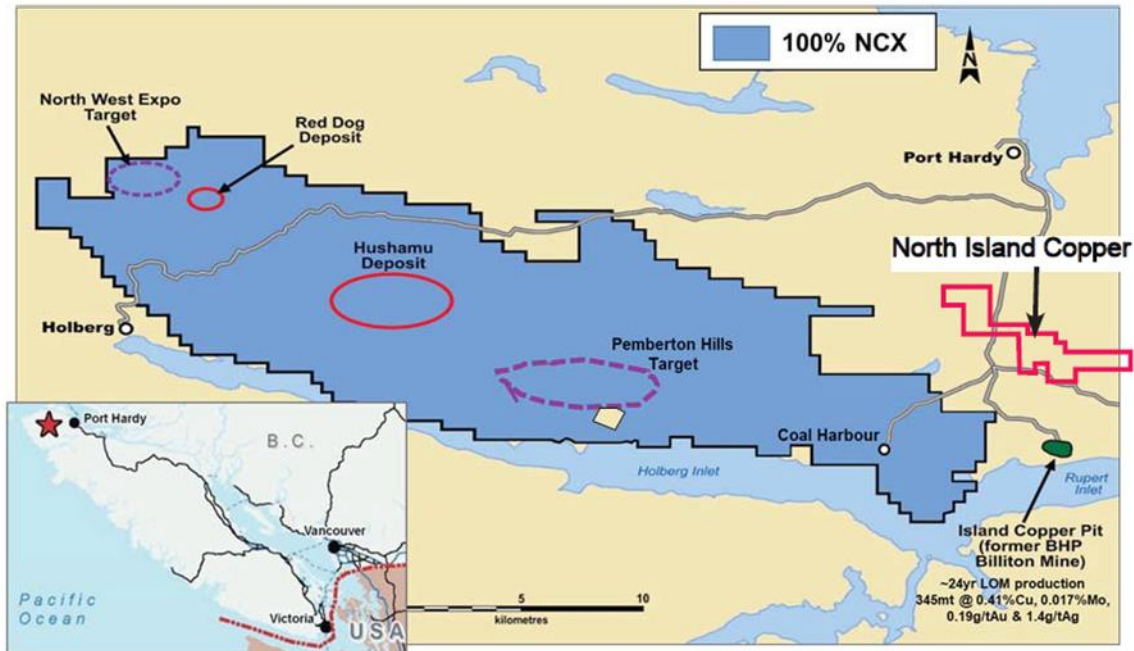 100% NCX
N
North West Expo
Target
Red Dog
Deposit
Port Hardy
North Island Copper
Hushamu
Deposit
Holberg
Pemberton Hills
Target
Coal Harbour
Holberg Inlet
Rupert
Inlet
Island Copper Pit
(former BHP
Billiton Mine)
~24yr LOM production
345mt @ 0.41%Cu, 0.017%Mo,
0.19g/tAu & 1.4g/tAg
Port Hardy
B.C.
Vancouver
Pacific
Ocean
Victoria
USA
5
10
kilometres